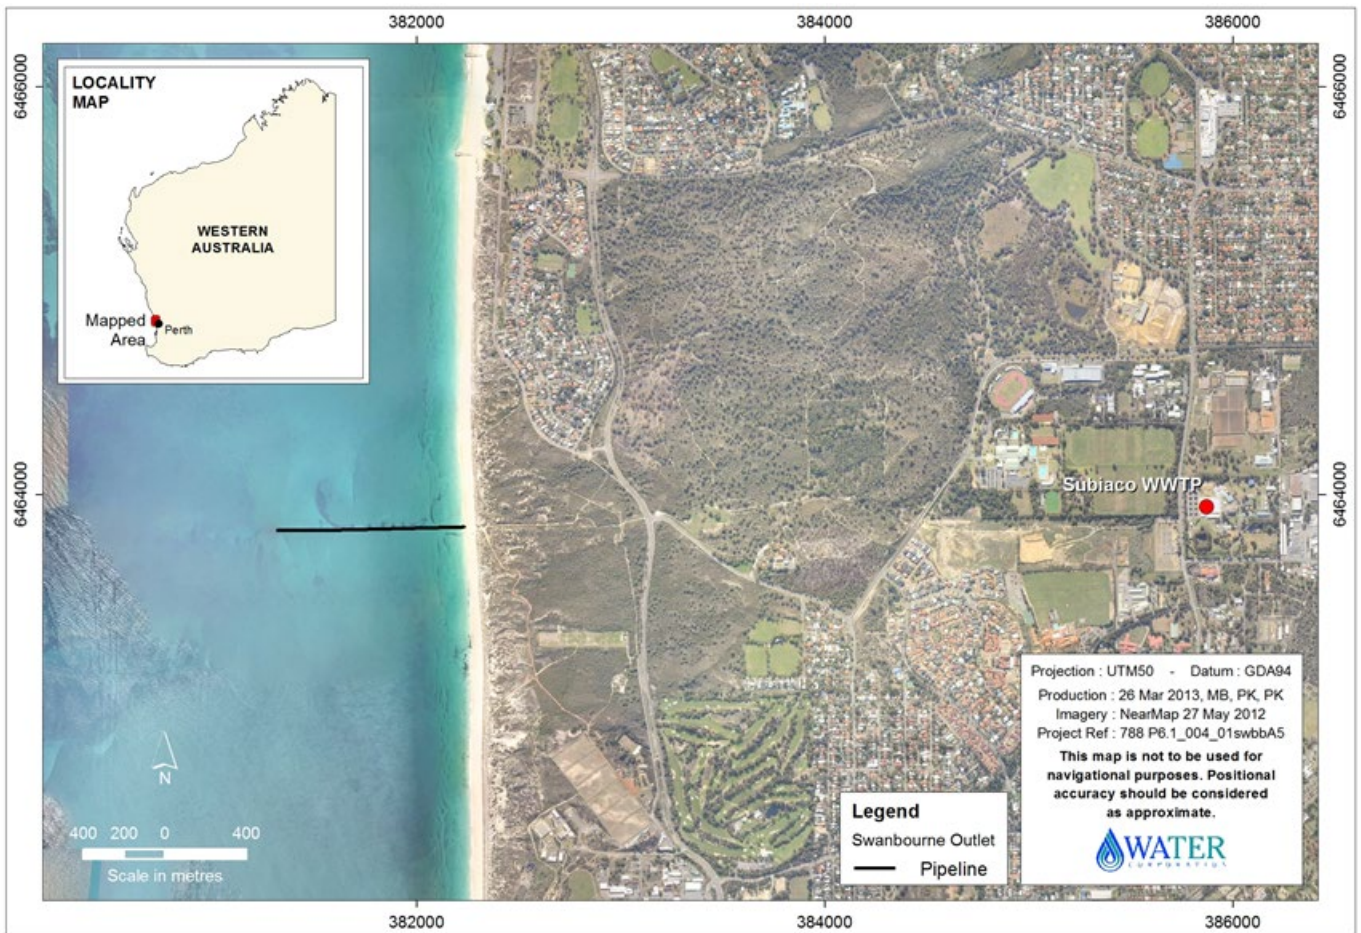 382000
384000
386000
6466000
6466000
LOCALITY
MAP
WESTERN
AUSTRALIA
Mapped
Area
Perth
6464000
6464000
Subiaco WWTP
N
400 200 0 400
Scale in metres
Legend
Swanbourne Outlet
Pipeline
Projection : UTM50 - Datum : GDA94
Production : 26 Mar 2013, MB, PK, PK
Imagery : NearMap 27 May 2012
Project Ref : 788 P6.1_004_01swbbA5
This map is not to be used for
navigational purposes. Positional
accuracy should be considered
as approximate.
WATER
CORPORATION
382000
384000
386000